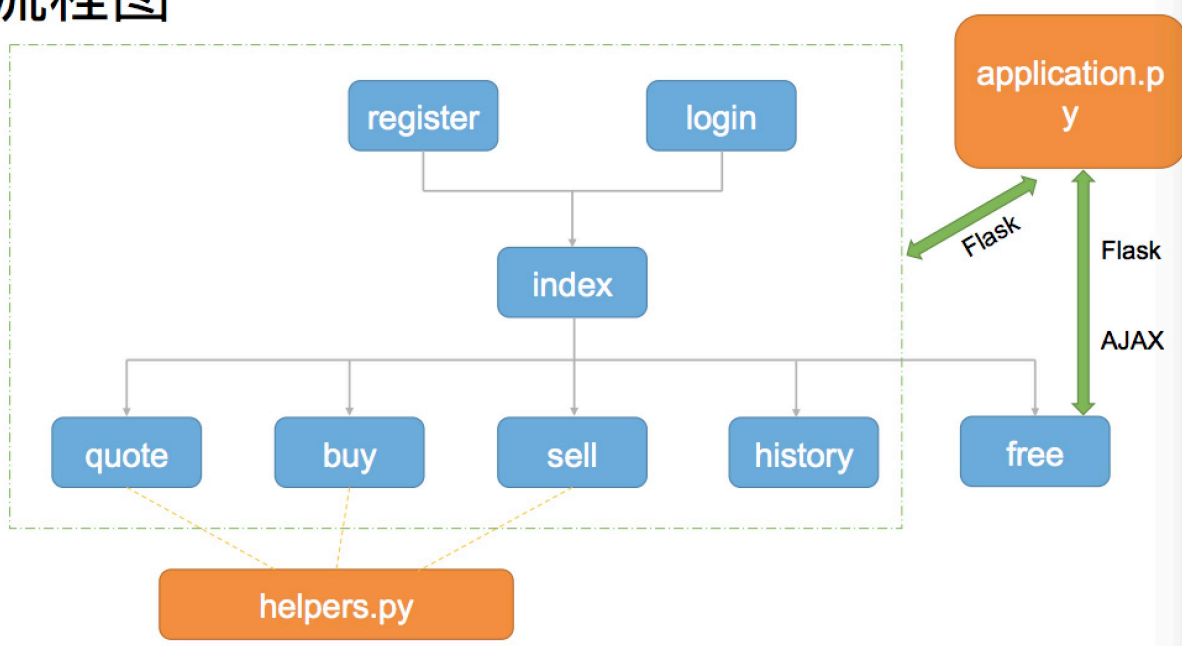 流程图
application.p
y
register
login
Flask
Flask
index
AJAX
quote
buy
sell
history
free
helpers.py